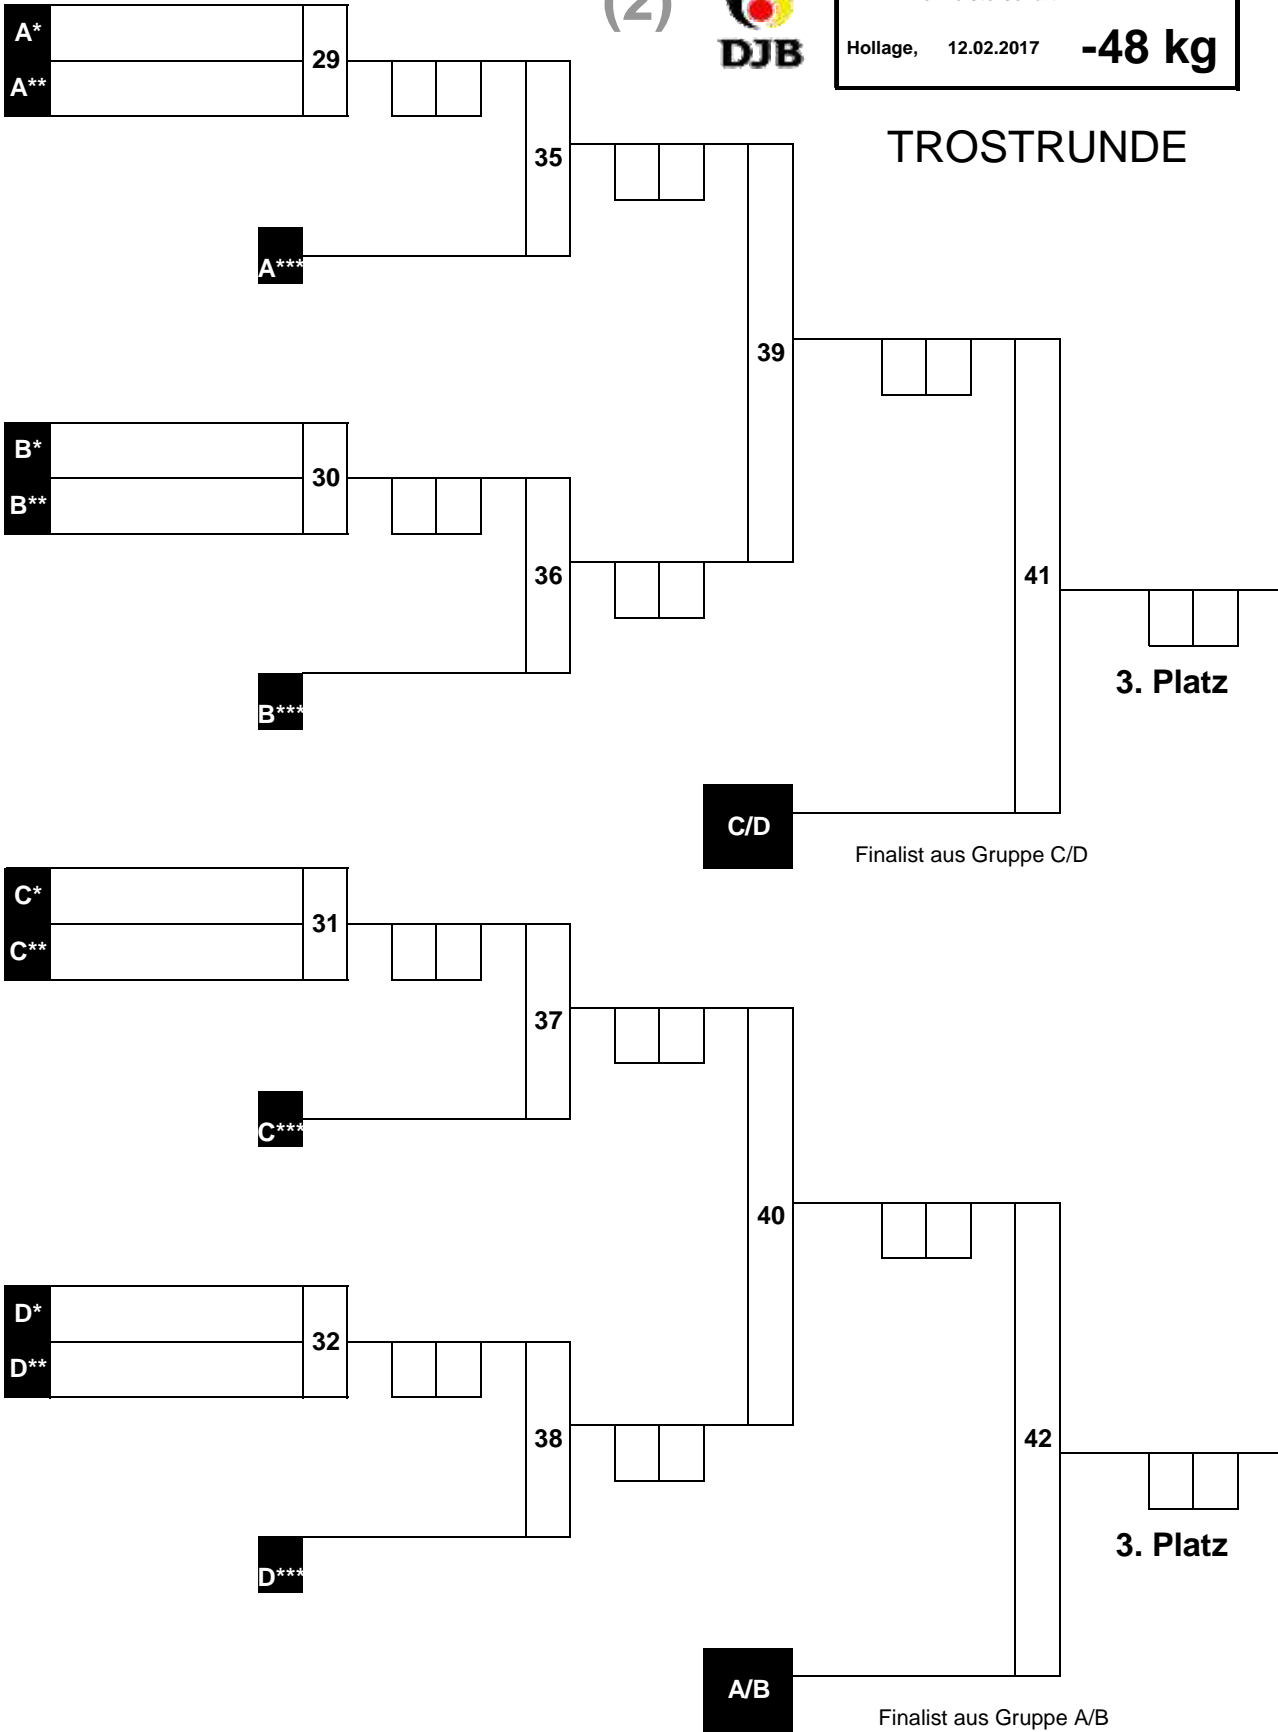 (2)
DJB
Hollage, 12.02.2017 -48 kg
TROSTRUNDE
A*
A**
29
35
A***
39
B*
B**
30
36
41
B***
3. Platz
C/D
Finalist aus Gruppe C/D
C*
C**
31
37
C***
40
D*
D**
32
38
42
D***
3. Platz
A/B
Finalist aus Gruppe A/B